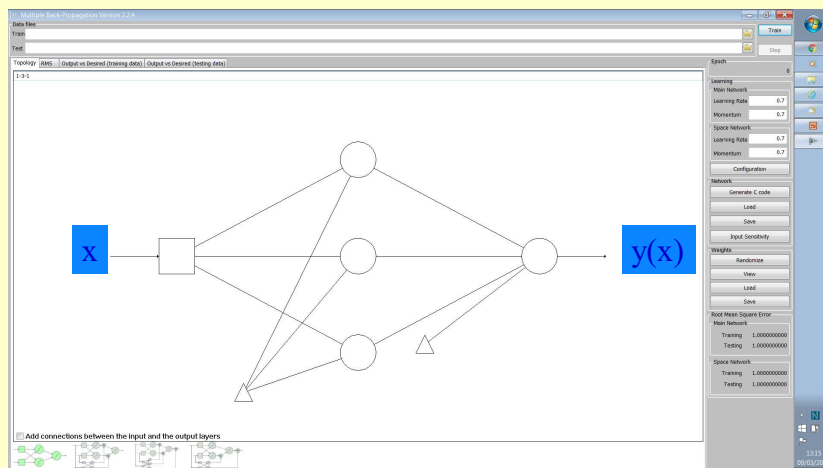 Multiple Back-Propagation Version 2.2.4
Data files
Train
Train
Test
Stop
Topology RMS Output vs Desired (training data) Output vs Desired (testing data)
1-3-1
x
y(x)
Add connections between the input and the output layers
Epoch
0
Learning
Main Network
Learning Rate 0.7
Momentum 0.7
Space Network
Learning Rate 0.7
Momentum 0.7
Configuration
Network
Generate C code
Load
Save
Input Sensitivity
Weights
Randomize
View
Load
Save
Root Mean Square Error
Main Network
Training 1.0000000000
Testing 1.0000000000
Space Network
Training 1.0000000000
Testing 1.0000000000
13:15